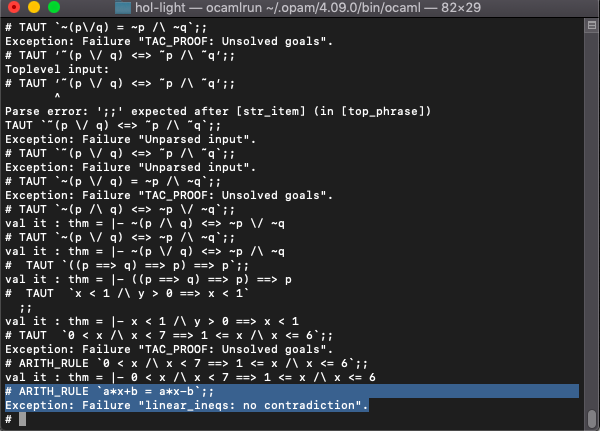 hol-light — ocamlrun ~/.opam/4.09.0/bin/ocaml — 82×29
# TAUT `~(p\/q) = ~p /\ ~q`;;
Exception: Failure "TAC_PROOF: Unsolved goals".
# TAUT ‘˜(p \/ q) <=> ˜p /\ ˜q‘;;
Toplevel input:
# TAUT ‘˜(p \/ q) <=> ˜p /\ ˜q‘;;
^
Parse error: ';;' expected after [str_item] (in [top_phrase])
TAUT `˜(p \/ q) <=> ˜p /\ ˜q`;;
Exception: Failure "Unparsed input".
# TAUT `˜(p \/ q) <=> ˜p /\ ˜q`;;
Exception: Failure "Unparsed input".
# TAUT `~(p \/ q) = ~p /\ ~q`;;
Exception: Failure "TAC_PROOF: Unsolved goals".
# TAUT `~(p /\ q) <=> ~p \/ ~q`;;
val it : thm = |- ~(p /\ q) <=> ~p \/ ~q
# TAUT `~(p \/ q) <=> ~p /\ ~q`;;
val it : thm = |- ~(p \/ q) <=> ~p /\ ~q
#  TAUT `((p ==> q) ==> p) ==> p`;;
val it : thm = |- ((p ==> q) ==> p) ==> p
#  TAUT  `x < 1 /\ y > 0 ==> x < 1`
;;
val it : thm = |- x < 1 /\ y > 0 ==> x < 1
# TAUT  `0 < x /\ x < 7 ==> 1 <= x /\ x <= 6`;;
Exception: Failure "TAC_PROOF: Unsolved goals".
# ARITH_RULE `0 < x /\ x < 7 ==> 1 <= x /\ x <= 6`;;
val it : thm = |- 0 < x /\ x < 7 ==> 1 <= x /\ x <= 6
# ARITH_RULE `a*x+b = a*x-b`;;
Exception: Failure "linear_ineqs: no contradiction".
#